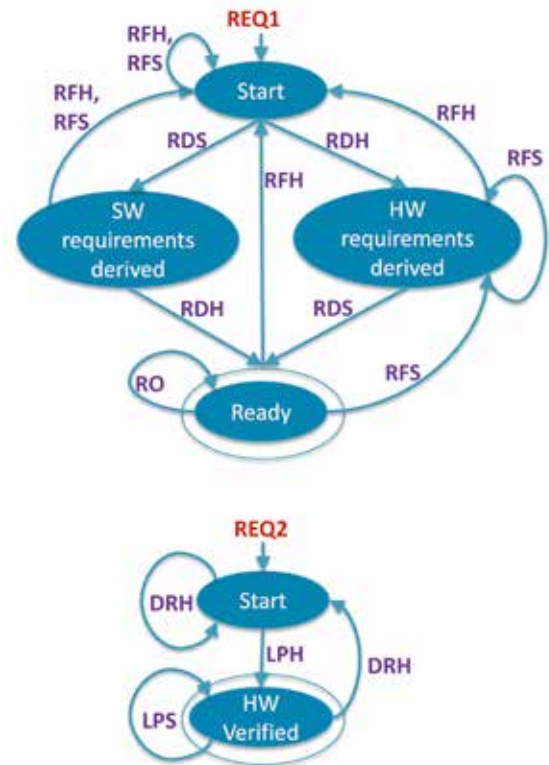 REQ1
RFH,
RFS
Start
RFH,
RFS
RFH
RFS
RDS
RDH
RFH
SW
requirements
derived
HW
requirements
derived
RDH
RDS
RO
RFS
Ready
REQ2
Start
DRH
LPH
DRH
LPS
HW
Verified